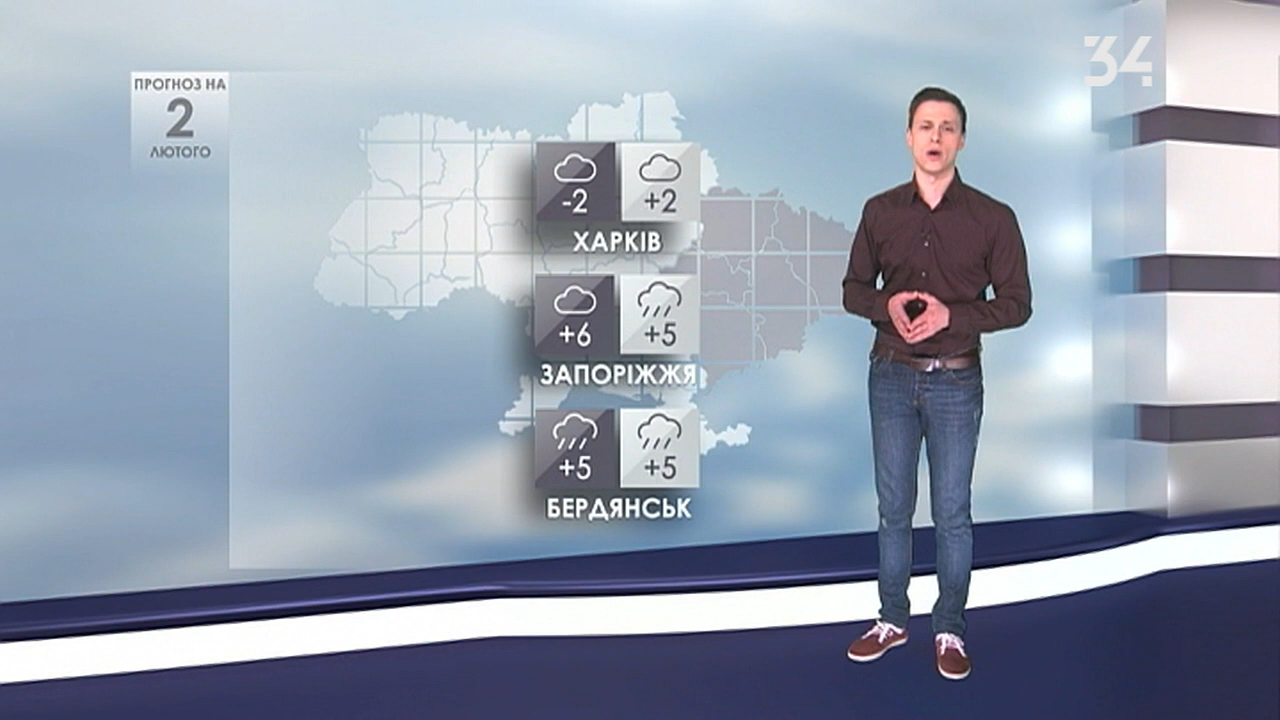 34
ПРОГНОЗ НА
2
ЛЮТОГО
-2 +2
ХАРКІВ
+6 +5
ЗАПОРІЖЖЯ
+5 +5
БЕРДЯНСЬК